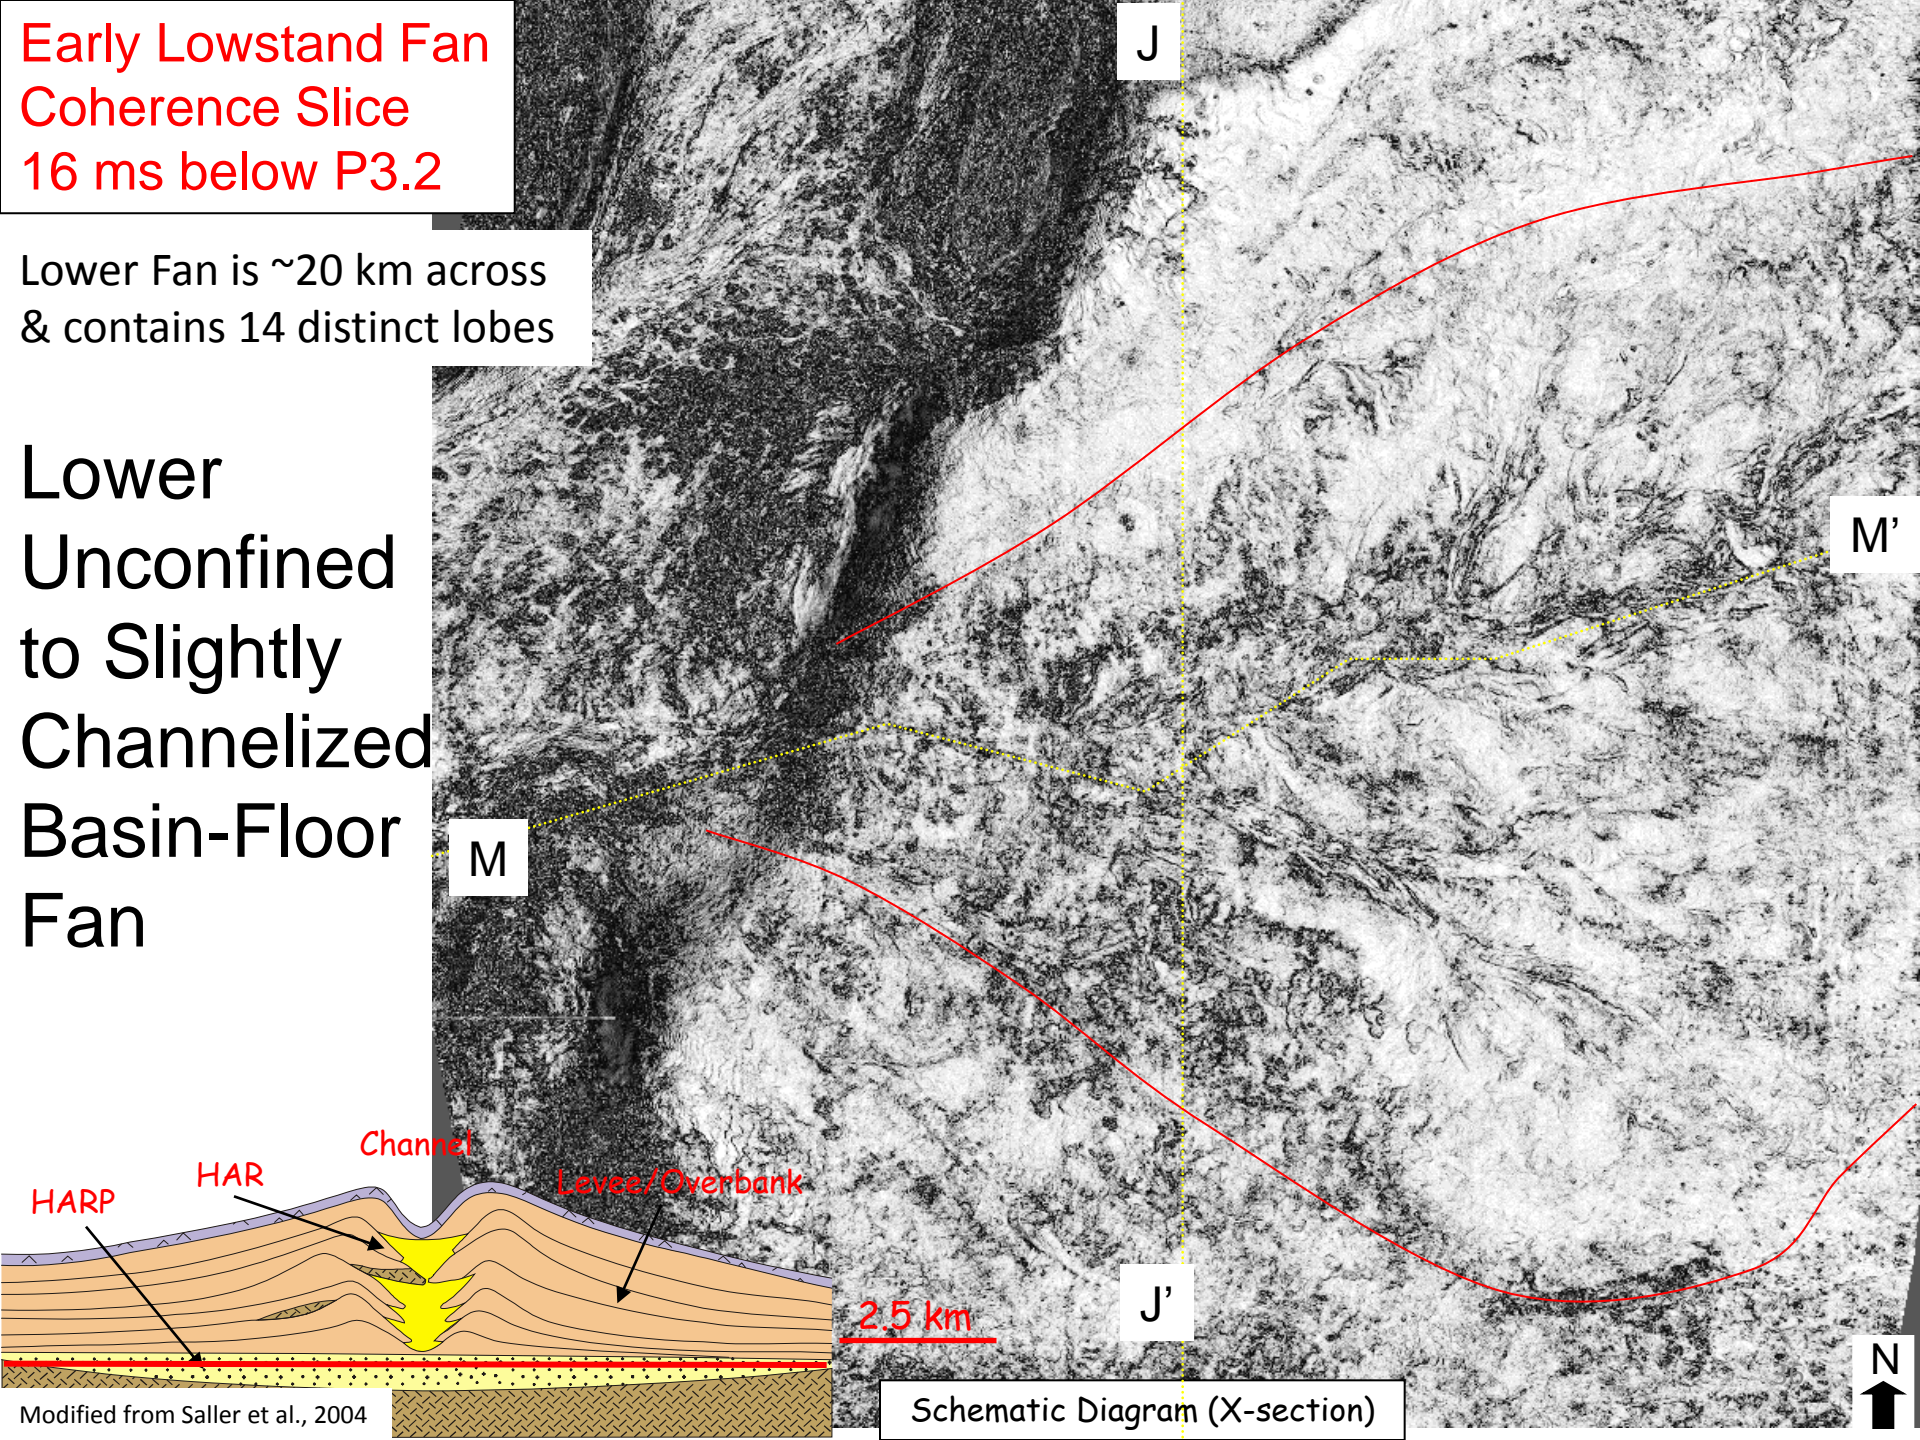 Early Lowstand Fan
Coherence Slice
16 ms below P3.2
Lower Fan is ~20 km across
& contains 14 distinct lobes
Lower
Unconfined
to Slightly
Channelized
Basin-Floor
Fan
J
M'
M
J'
Channel
HAR
HARP
Levee/Overbank
2.5 km
N
Modified from Saller et al., 2004
Schematic Diagram (X-section)